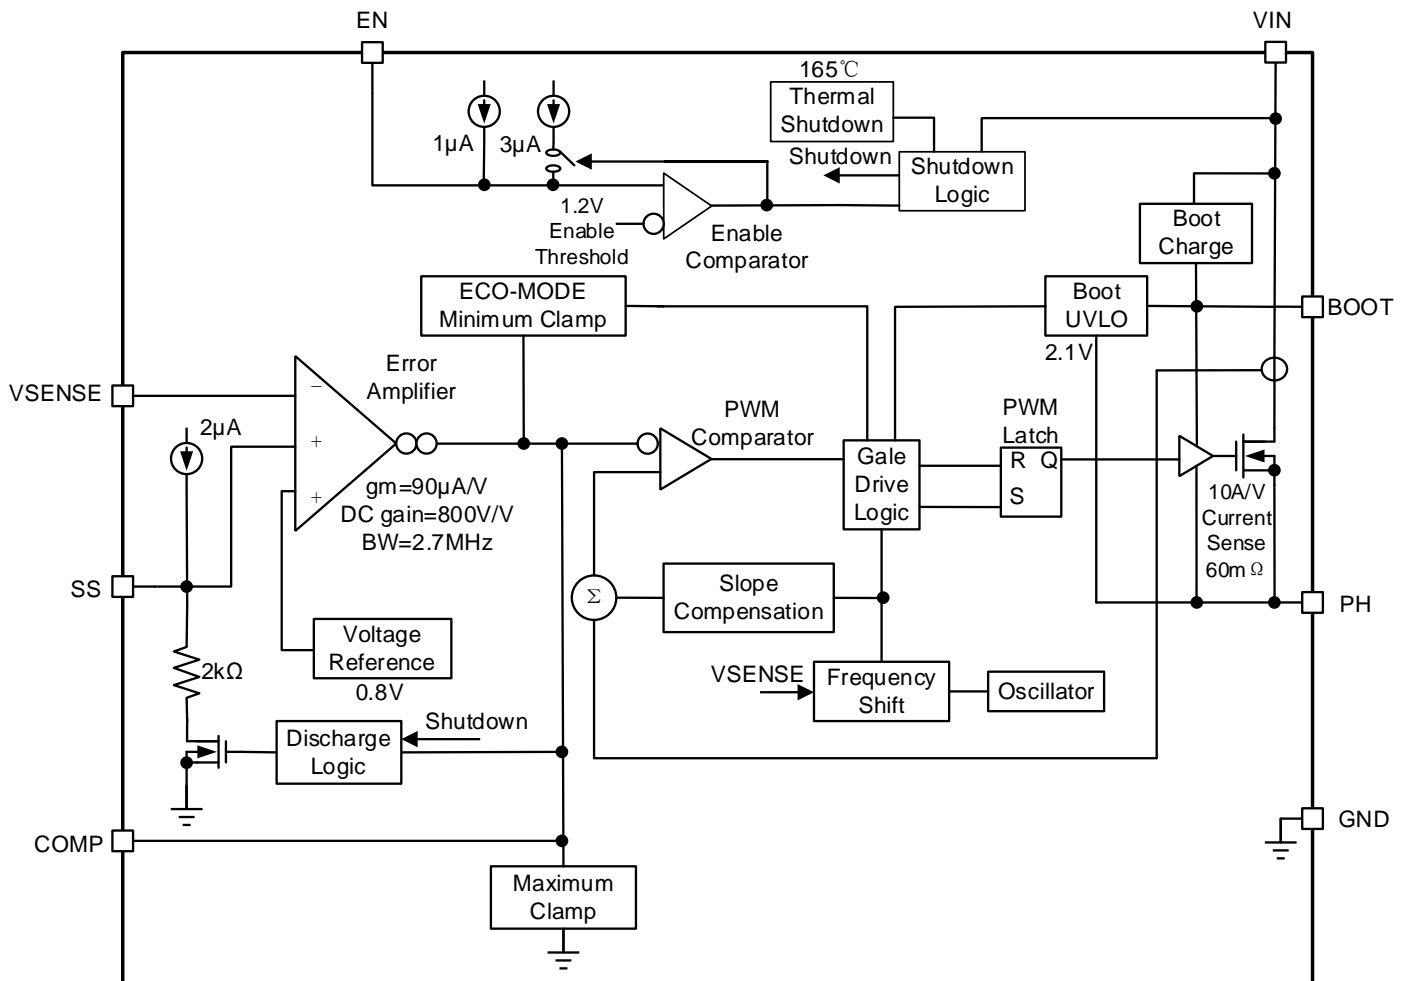 EN
VIN
165℃
Thermal
Shutdown
1µA
3µA
Shutdown
Shutdown
Logic
1.2V
Enable
Threshold
Enable
Comparator
Boot
Charge
ECO-MODE
Minimum Clamp
Boot
UVLO
2.1V
BOOT
VSENSE
Error
Amplifier
−
+
+
2µA
gm=90µA/V
DC gain=800V/V
BW=2.7MHz
PWM
Comparator
Gale
Drive
Logic
PWM
Latch
R Q
S
10A/V
Current
Sense
60mΩ
SS
Σ
Slope
Compensation
PH
Voltage
Reference
0.8V
2kΩ
VSENSE
Frequency
Shift
Oscillator
Shutdown
Discharge
Logic
COMP
GND
Maximum
Clamp